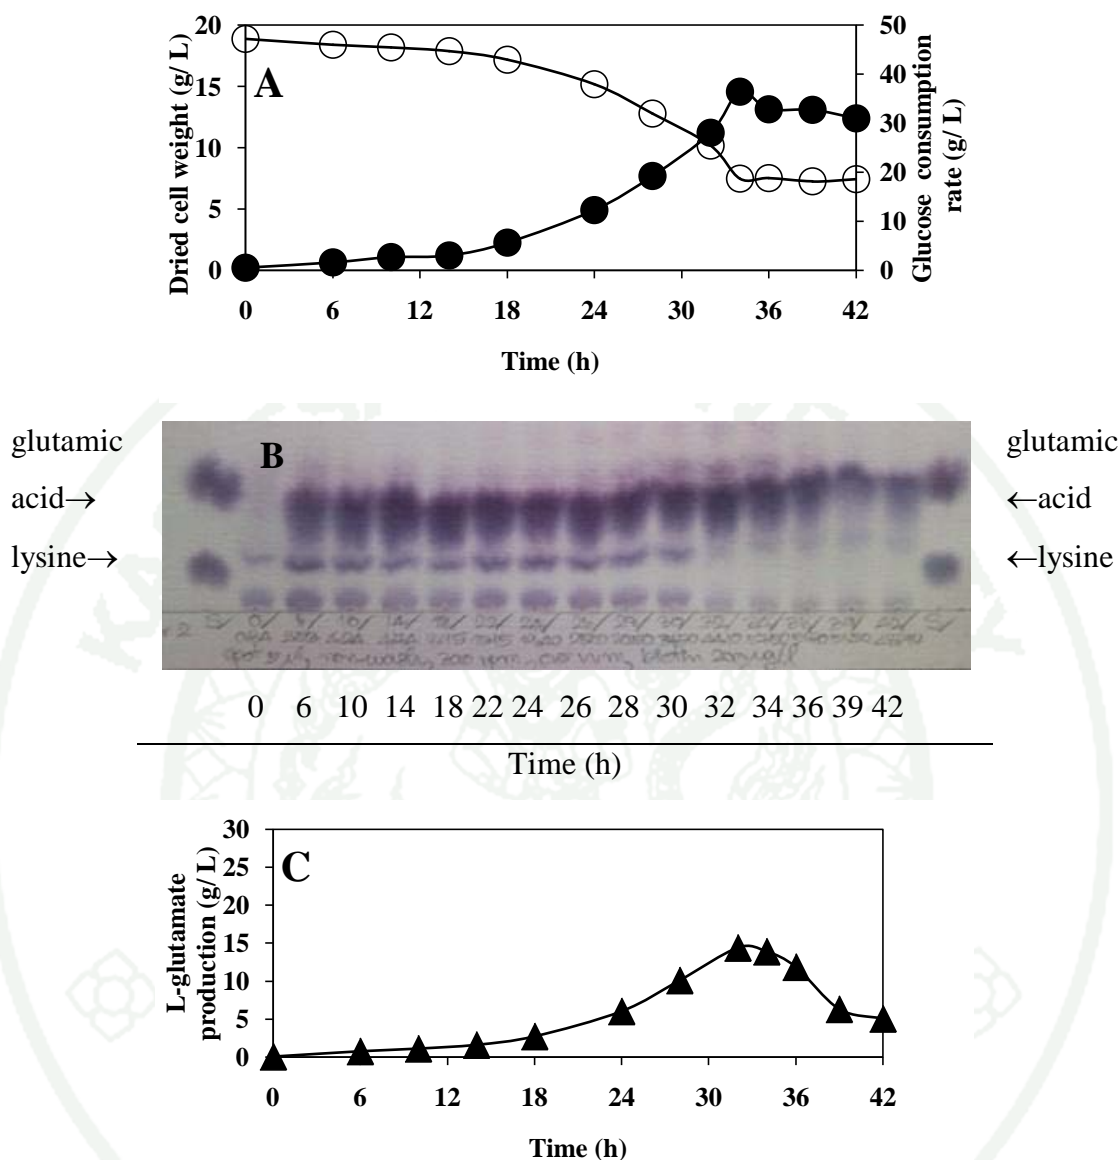 A
Dried cell weight (g/ L)
20
15
10
5
0
50
40
30
20
10
0
Glucose consumption
rate (g/ L)
0 6 12 18 24 30 36 42
Time (h)
B
glutamic
acid→
lysine→
glutamic
←acid
←lysine
0 6 10 14 18 22 24 26 28 30 32 34 36 39 42
Time (h)
C
L-glutamate
production (g/ L)
30
25
20
15
10
5
0
0 6 12 18 24 30 36 42
Time (h)